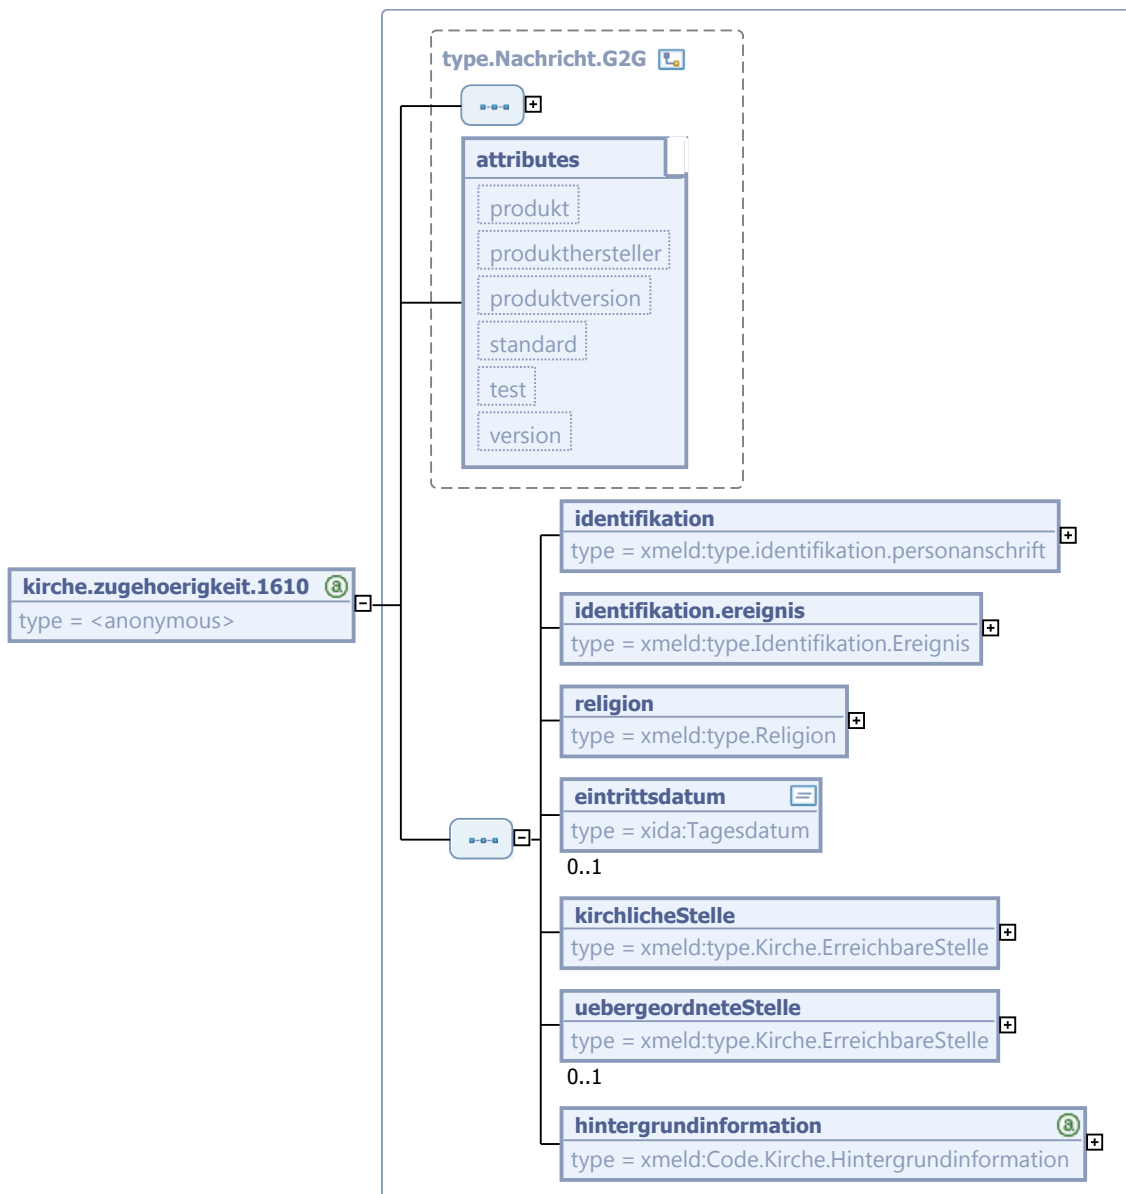 type.Nachricht.G2G
attributes
produkt
produkthersteller
produktversion
standard
test
version
kirche.zugehoerigkeit.1610
type = <anonymous>
identifikation
type = xmeld:type.identifikation.personanschrift
identifikation.ereignis
type = xmeld:type.Identifikation.Ereignis
religion
type = xmeld:type.Religion
eintrittsdatum
type = xida:Tagesdatum
0..1
kirchlicheStelle
type = xmeld:type.Kirche.ErreichbareStelle
uebergeordneteStelle
type = xmeld:type.Kirche.ErreichbareStelle
0..1
hintergrundinformation
type = xmeld:Code.Kirche.Hintergrundinformation